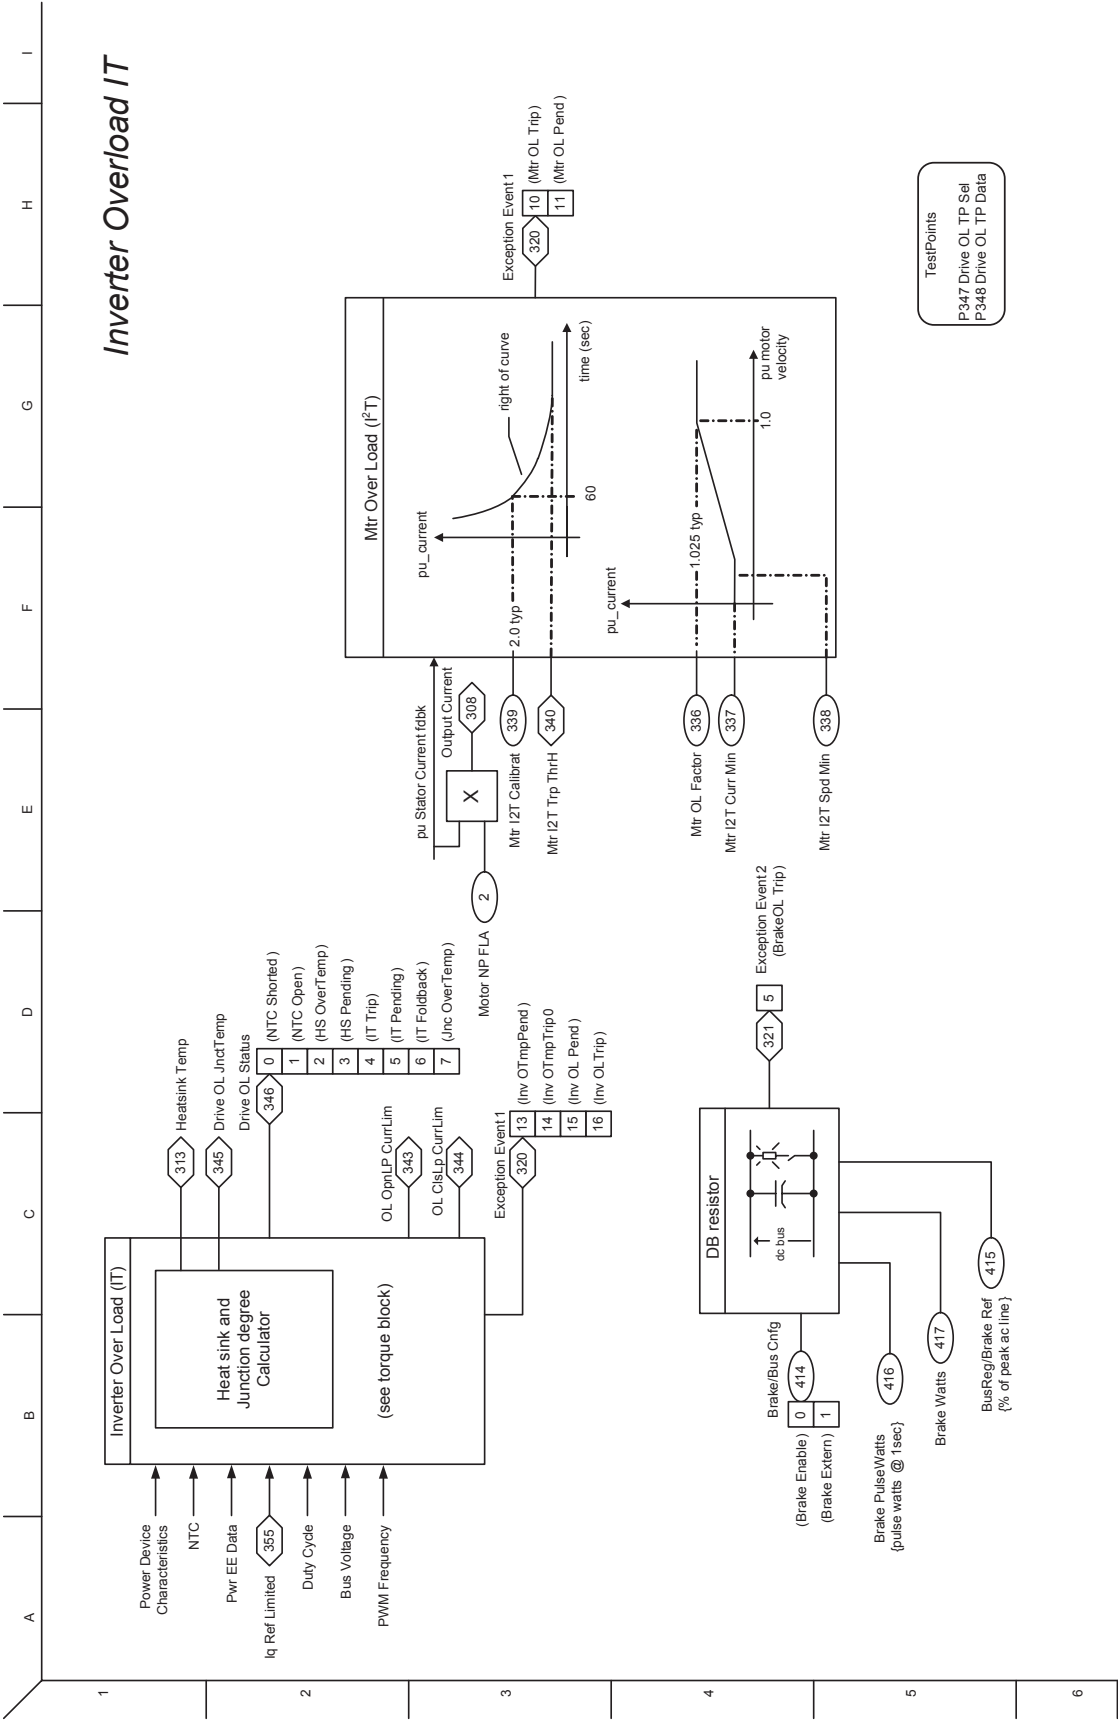 Inverter Overload IT
A
B
C
D
E
F
G
H
I
1
2
3
4
5
6
Inverter Over Load (IT)
Heat sink and
Junction degree
Calculator
(see torque block)
Power Device
Characteristics
NTC
Pwr EE Data
Iq Ref Limited
355
Duty Cycle
Bus Voltage
PWM Frequency
313
Heatsink Temp
345
Drive OL JnctTemp
Drive OL Status
346
0 (NTC Shorted)
1 (NTC Open)
2 (HS OverTemp)
3 (HS Pending)
4 (IT Trip)
5 (IT Pending)
6 (IT Foldback)
7 (Jnc OverTemp)
OL OpnLP CurrLim
343
OL ClsLp CurrLim
344
Exception Event1
320
13 (Inv OTmpPend)
14 (Inv OTmpTrip0
15 (Inv OL Pend)
16 (Inv OLTrip)
Mtr Over Load (I²T)
pu Stator Current fdbk
Output Current
308
X
Motor NP FLA
2
Mtr I2T Calibrat
339
2.0 typ
Mtr I2T Trp ThrH
340
pu_current
right of curve
time (sec)
60
Exception Event1
320
10 (Mtr OL Trip)
11 (Mtr OL Pend)
Mtr OL Factor
336
1.025 typ
Mtr I2T Curr Min
337
Mtr I2T Spd Min
338
pu_current
pu motor
velocity
1.0
DB resistor
dc bus
Brake/Bus Cnfg
414
(Brake Enable) 0
(Brake Extern) 1
Brake PulseWatts
{pulse watts @ 1sec}
416
Brake Watts
417
BusReg/Brake Ref
{% of peak ac line}
415
Exception Event2
(BrakeOL Trip)
321
5
TestPoints
P347 Drive OL TP Sel
P348 Drive OL TP Data